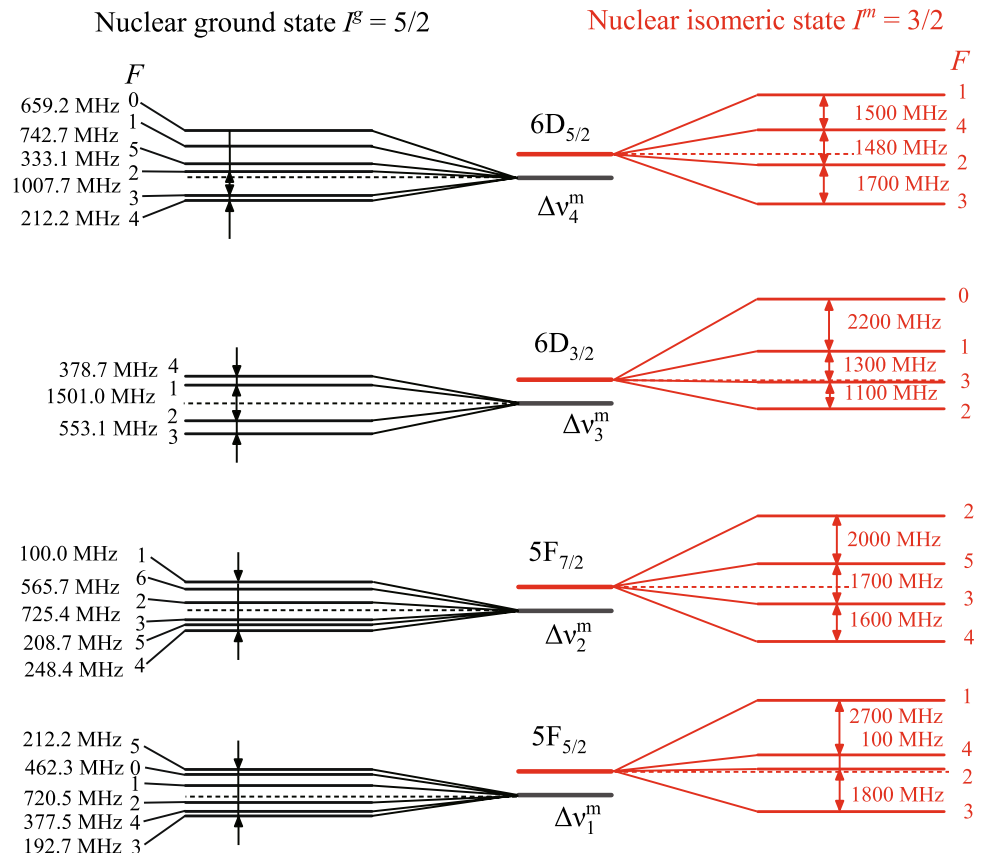 Nuclear ground state I^g = 5/2
Nuclear isomeric state I^m = 3/2
F
659.2 MHz 0
742.7 MHz 1
333.1 MHz 5
1007.7 MHz 2
212.2 MHz 3
4
6D5/2
Δν4^m
F
1
1500 MHz
4
1480 MHz
2
1700 MHz
3
378.7 MHz 4
1501.0 MHz 1
553.1 MHz 2
3
6D3/2
Δν3^m
0
2200 MHz
1
1300 MHz
3
1100 MHz
2
100.0 MHz 1
565.7 MHz 6
725.4 MHz 2
208.7 MHz 3
248.4 MHz 5
4
5F7/2
Δν2^m
2
2000 MHz
5
1700 MHz
3
1600 MHz
4
212.2 MHz 5
462.3 MHz 0
720.5 MHz 1
377.5 MHz 2
192.7 MHz 4
3
5F5/2
Δν1^m
1
2700 MHz
100 MHz
4
2
1800 MHz
3